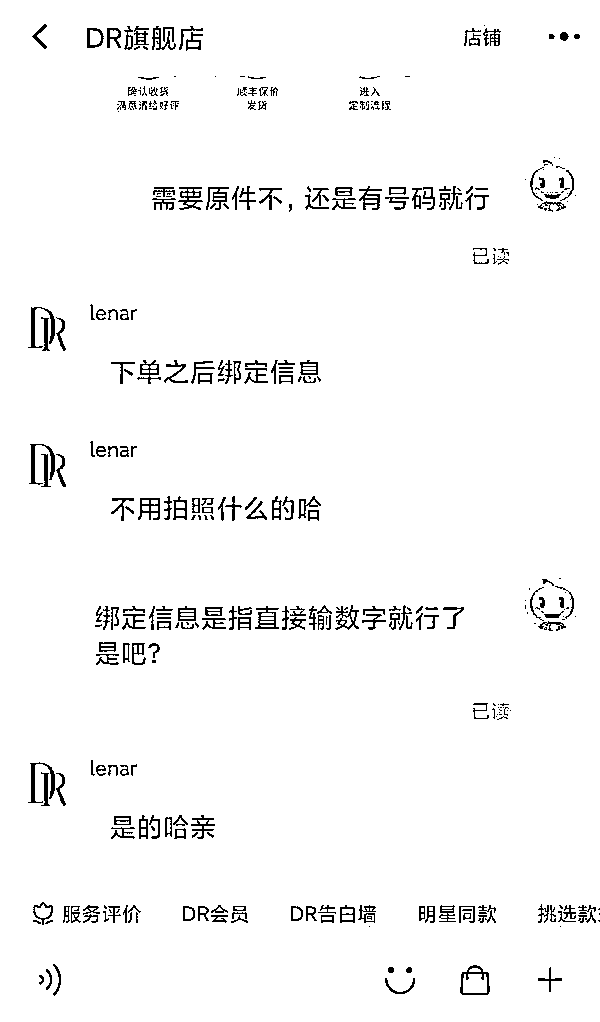 DR旗舰店
店铺
确认收货
满意请给好评
顺丰保价
发货
进入
定制流程
需要原件不，还是有号码就行
已读
DR
lenar
下单之后绑定信息
DR
lenar
不用拍照什么的哈
绑定信息是指直接输数字就行了
是吧？
已读
DR
lenar
是的哈亲
服务评价
DR会员
DR告白墙
明星同款
挑选款